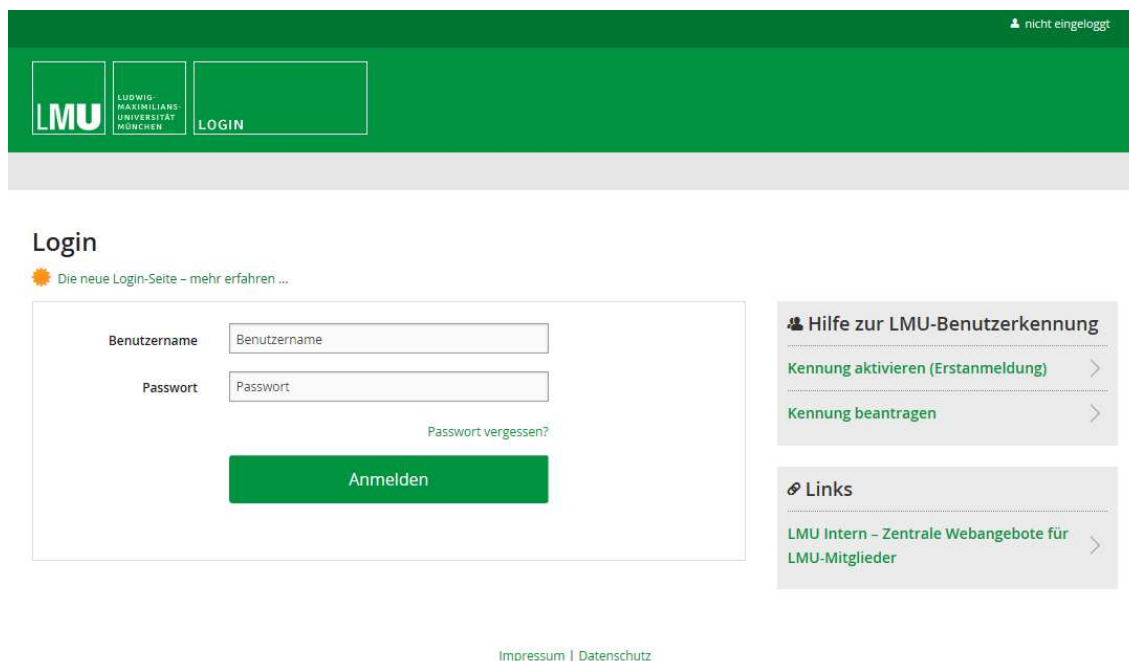 nicht eingeloggt
LMU
LUDWIG-
MAXIMILIANS-
UNIVERSITÄT
MÜNCHEN
LOGIN
Login
Die neue Login-Seite – mehr erfahren ...
Benutzername
Benutzername
Passwort
Passwort
Passwort vergessen?
Anmelden
Hilfe zur LMU-Benutzerkennung
Kennung aktivieren (Erstanmeldung)
Kennung beantragen
Links
LMU Intern – Zentrale Webangebote für
LMU-Mitglieder
Impressum | Datenschutz